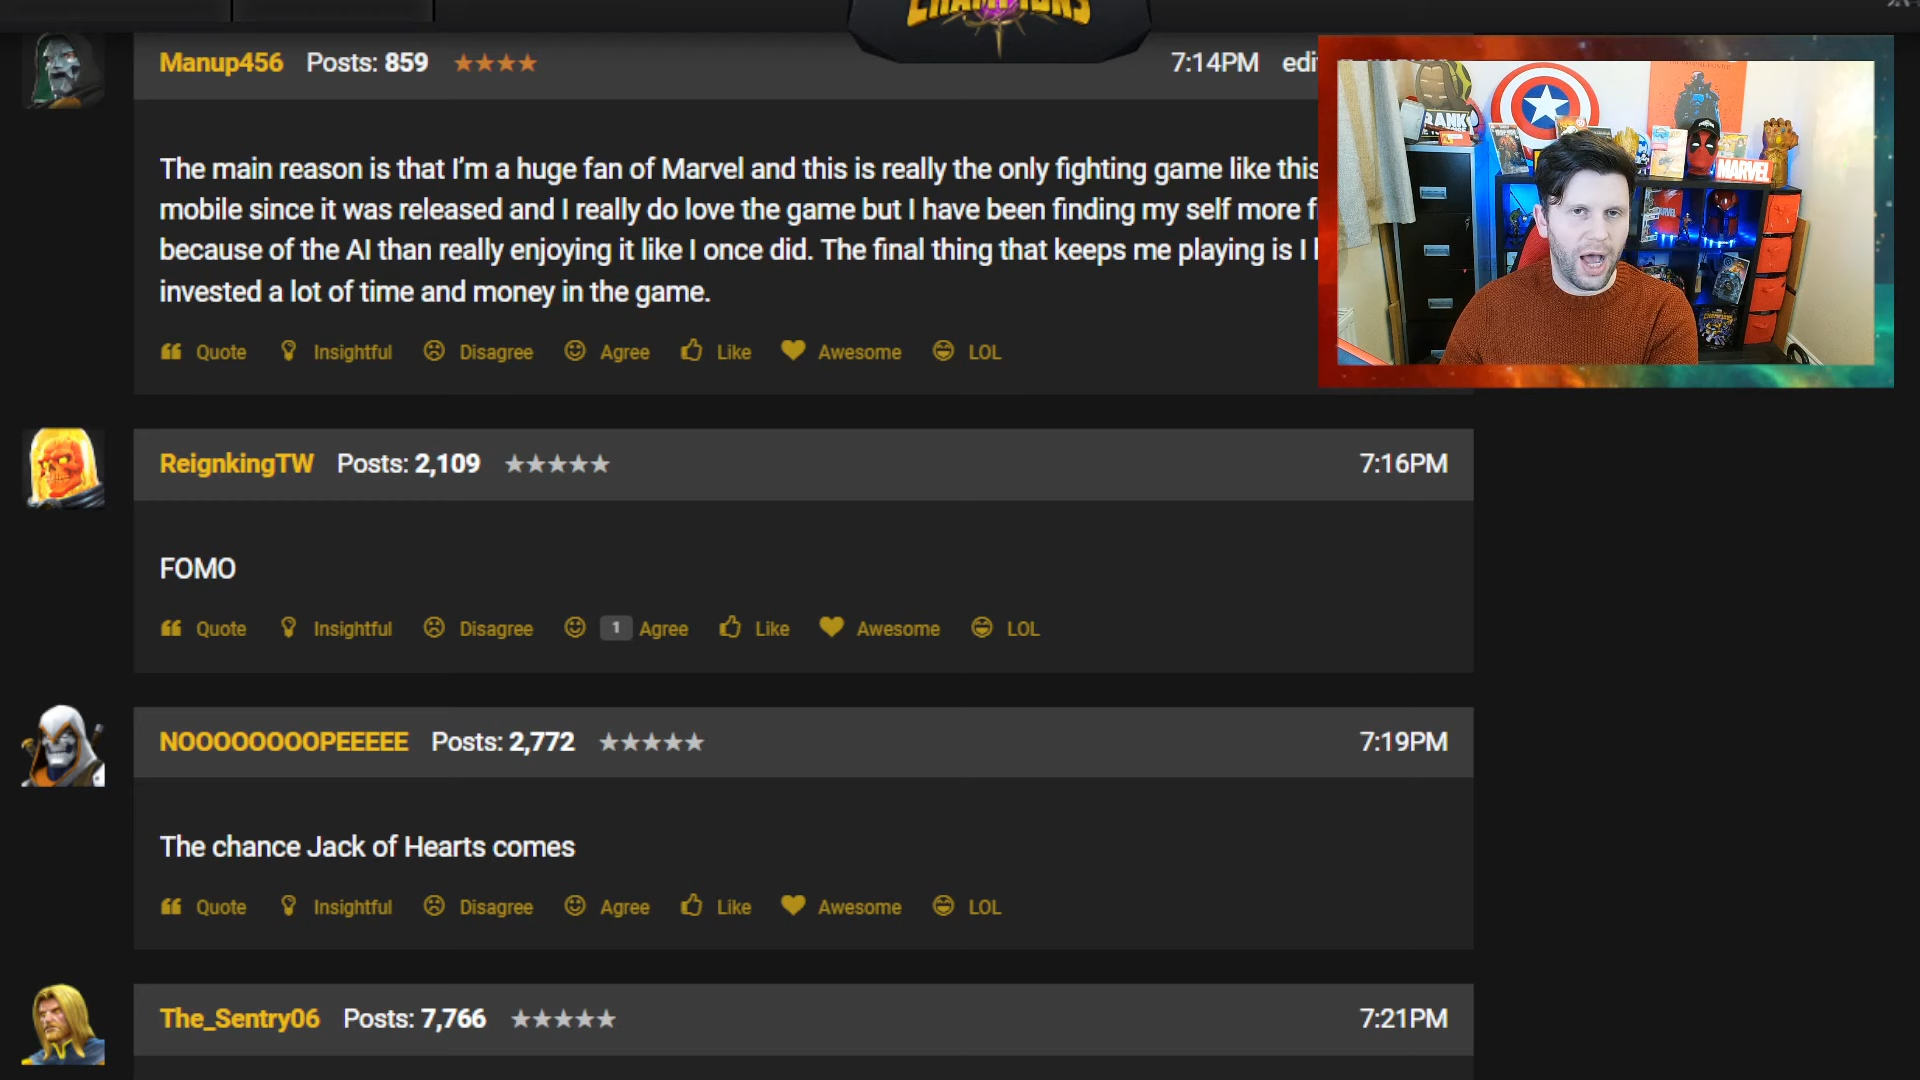 CHAMPIONS
Manup456 Posts: 859 7:14PM
The main reason is that I'm a huge fan of Marvel and this is really the only fighting game like this
mobile since it was released and I really do love the game but I have been finding my self more
because of the AI than really enjoying it like I once did. The final thing that keeps me playing is I
invested a lot of time and money in the game.
Quote Insightful Disagree Agree Like Awesome LOL
ReignkingTW Posts: 2,109 7:16PM
FOMO
Quote Insightful Disagree 1 Agree Like Awesome LOL
NOOOOOOOOPEEEEE Posts: 2,772 7:19PM
The chance Jack of Hearts comes
Quote Insightful Disagree Agree Like Awesome LOL
The_Sentry06 Posts: 7,766 7:21PM
MARVEL